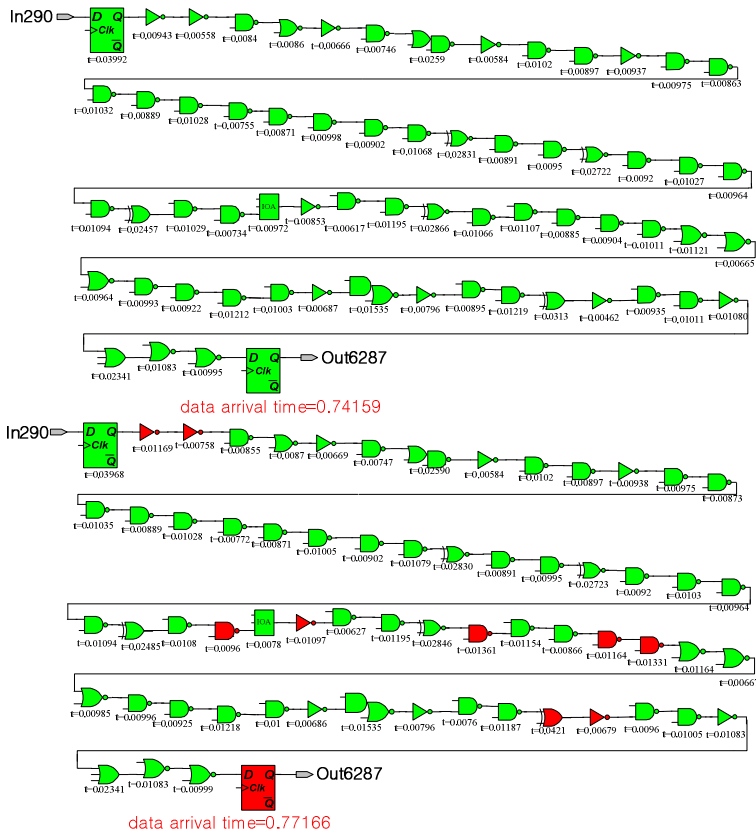 In290
D Q
Clk
Q
t=0.03992
t=0.00943
t=0.00558
t=0.0084
t=0.0086
t=0.00666
t=0.00746
t=0.0259
t=0.00584
t=0.0102
t=0.00897
t=0.00937
t=0.00975
t=0.00863
t=0.01032
t=0.00889
t=0.01028
t=0.00755
t=0.00871
t=0.00998
t=0.00902
t=0.01068
t=0.02831
t=0.00891
t=0.0095
t=0.02722
t=0.0092
t=0.01027
t=0.00964
IOA
t=0.01094
t=0.02457
t=0.01029
t=0.00734
t=0.00972
t=0.00853
t=0.00617
t=0.01195
t=0.02866
t=0.01066
t=0.01107
t=0.00885
t=0.00904
t=0.01011
t=0.01121
t=0.00665
t=0.00964
t=0.00993
t=0.00922
t=0.01212
t=0.01003
t=0.00687
t=0.01535
t=0.00796
t=0.00895
t=0.01219
t=0.0313
t=0.00462
t=0.00935
t=0.01011
t=0.01080
t=0.02341
t=0.01083
t=0.00995
D Q
Clk
Q
Out6287
data arrival time=0.74159
In290
D Q
Clk
Q
t=0.03968
t=0.01169
t=0.00758
t=0.00855
t=0.0087
t=0.00669
t=0.00747
t=0.02590
t=0.00584
t=0.0102
t=0.00897
t=0.00938
t=0.00975
t=0.00873
t=0.01035
t=0.00889
t=0.01028
t=0.00772
t=0.00871
t=0.01005
t=0.00902
t=0.01079
t=0.02830
t=0.00891
t=0.00995
t=0.02723
t=0.0092
t=0.0103
t=0.00964
IOA
t=0.01094
t=0.02485
t=0.0108
t=0.0096
t=0.0078
t=0.01097
t=0.00627
t=0.01195
t=0.02846
t=0.01361
t=0.01154
t=0.00866
t=0.01164
t=0.01331
t=0.01164
t=0.00667
t=0.00985
t=0.00996
t=0.00925
t=0.01218
t=0.01
t=0.00686
t=0.01535
t=0.00796
t=0.0076
t=0.01187
t=0.0421
t=0.00679
t=0.0096
t=0.01005
t=0.01083
t=0.02341
t=0.01083
t=0.00999
D Q
Clk
Q
Out6287
data arrival time=0.77166